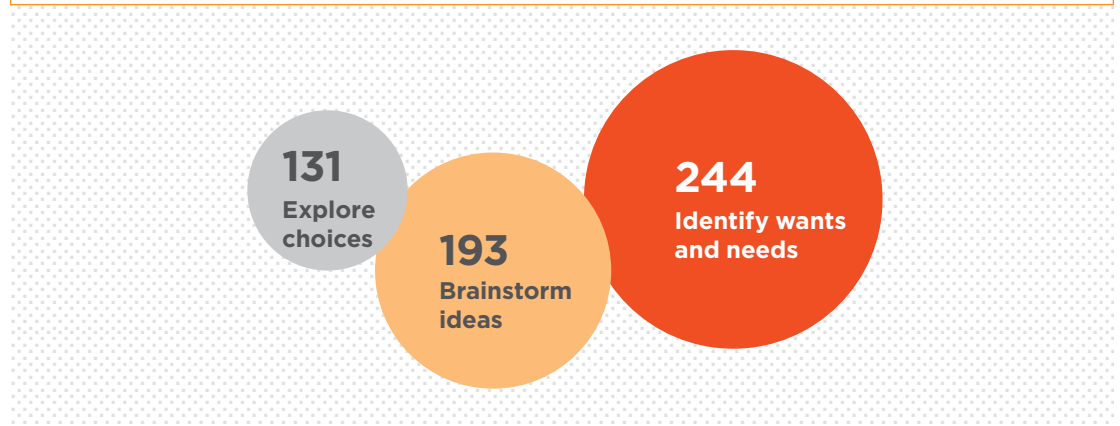 131
Explore
choices
193
Brainstorm
ideas
244
Identify wants
and needs